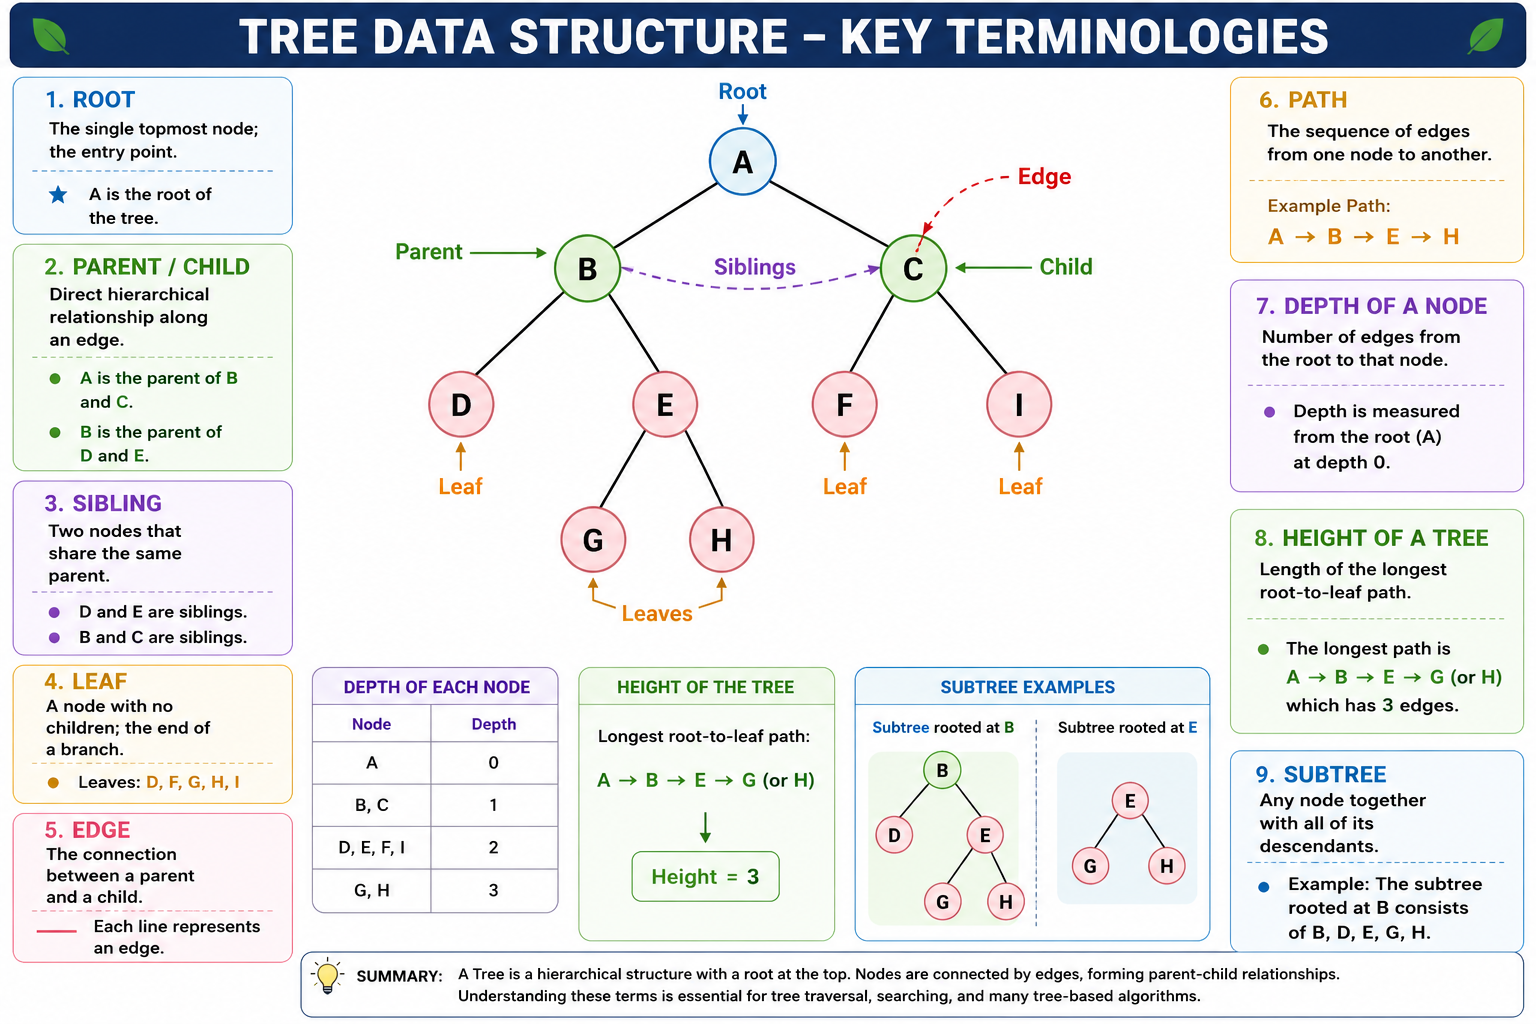 TREE DATA STRUCTURE – KEY TERMINOLOGIES
1. ROOT
The single topmost node;
the entry point.
A is the root of
the tree.
2. PARENT / CHILD
Direct hierarchical
relationship along
an edge.
A is the parent of B
and C.
B is the parent of
D and E.
3. SIBLING
Two nodes that
share the same
parent.
D and E are siblings.
B and C are siblings.
4. LEAF
A node with no
children; the end of
a branch.
Leaves: D, F, G, H, I
5. EDGE
The connection
between a parent
and a child.
Each line represents
an edge.
Root
A
Edge
Parent
B
Siblings
C
Child
D
E
F
I
Leaf
Leaf
Leaf
G
H
Leaves
DEPTH OF EACH NODE
Node Depth
A 0
B, C 1
D, E, F, I 2
G, H 3
HEIGHT OF THE TREE
Longest root-to-leaf path:
A → B → E → G (or H)
Height = 3
SUBTREE EXAMPLES
Subtree rooted at B
B
D
E
G
H
Subtree rooted at E
E
G
H
6. PATH
The sequence of edges
from one node to another.
Example Path:
A → B → E → H
7. DEPTH OF A NODE
Number of edges from
the root to that node.
Depth is measured
from the root (A)
at depth 0.
8. HEIGHT OF A TREE
Length of the longest
root-to-leaf path.
The longest path is
A → B → E → G (or H)
which has 3 edges.
9. SUBTREE
Any node together
with all of its
descendants.
Example: The subtree
rooted at B consists
of B, D, E, G, H.
SUMMARY: A Tree is a hierarchical structure with a root at the top. Nodes are connected by edges, forming parent-child relationships.
Understanding these terms is essential for tree traversal, searching, and many tree-based algorithms.